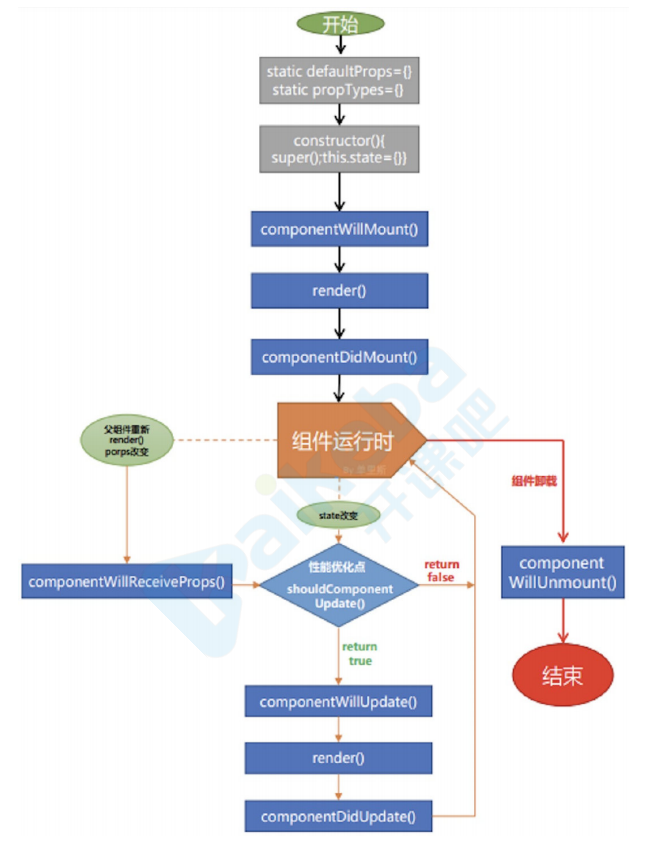 开始
static defaultProps={}
static propTypes={}
constructor(){
super();this.state={}}
componentWillMount()
render()
componentDidMount()
组件运行时
父组件重新
render()
porps改变
state改变
组件卸载
componentWillReceiveProps()
性能优化点
shouldComponent
Update()
return
false
component
WillUnmount()
return
true
结束
componentWillUpdate()
render()
componentDidUpdate()
aikeba
开课吧